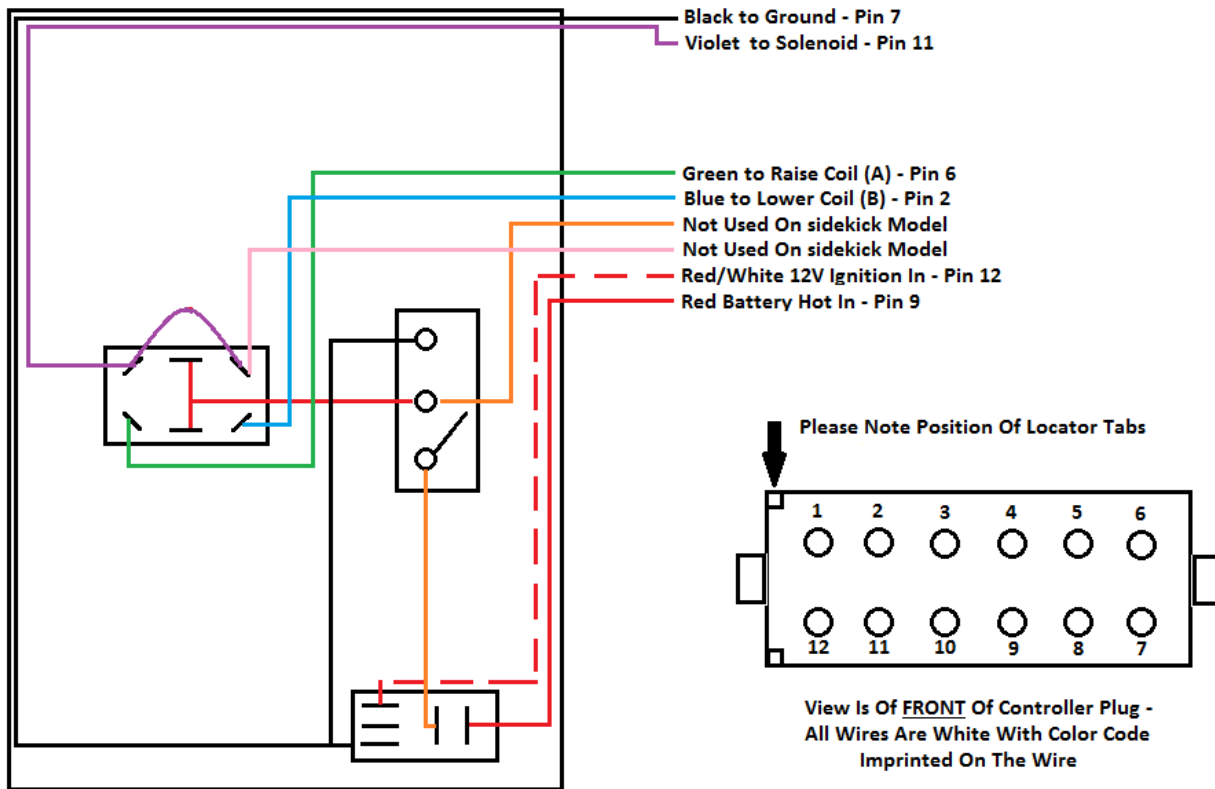 Black to Ground - Pin 7
Violet to Solenoid - Pin 11
Green to Raise Coil (A) - Pin 6
Blue to Lower Coil (B) - Pin 2
Not Used On sidekick Model
Not Used On sidekick Model
Red/White 12V Ignition In - Pin 12
Red Battery Hot In - Pin 9
Please Note Position Of Locator Tabs
1 2 3 4 5 6
12 11 10 9 8 7
View Is Of FRONT Of Controller Plug -
All Wires Are White With Color Code
Imprinted On The Wire